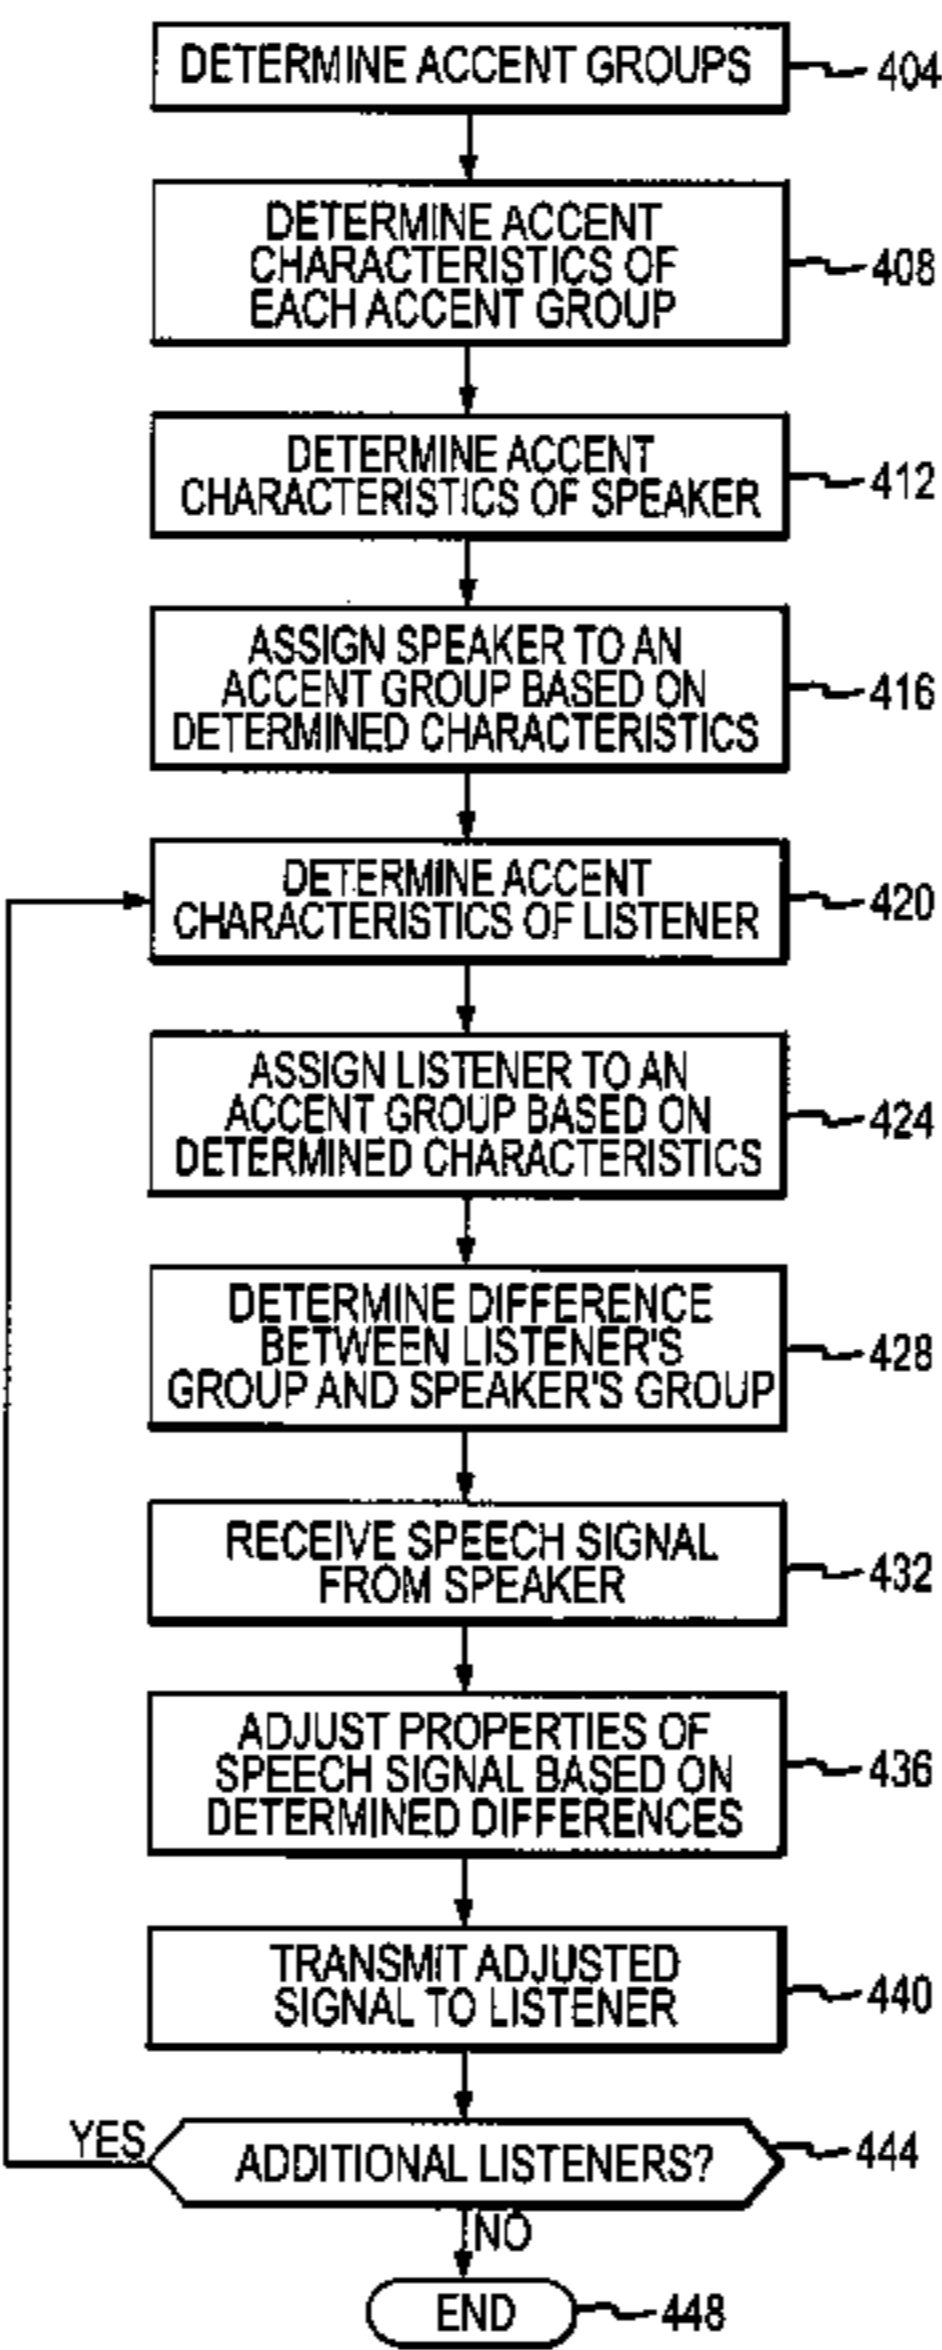 DETERMINE ACCENT GROUPS
404
DETERMINE ACCENT
CHARACTERISTICS OF
EACH ACCENT GROUP
408
DETERMINE ACCENT
CHARACTERISTICS OF SPEAKER
412
ASSIGN SPEAKER TO AN
ACCENT GROUP BASED ON
DETERMINED CHARACTERISTICS
416
DETERMINE ACCENT
CHARACTERISTICS OF LISTENER
420
ASSIGN LISTENER TO AN
ACCENT GROUP BASED ON
DETERMINED CHARACTERISTICS
424
DETERMINE DIFFERENCE
BETWEEN LISTENER'S
GROUP AND SPEAKER'S GROUP
428
RECEIVE SPEECH SIGNAL
FROM SPEAKER
432
ADJUST PROPERTIES OF
SPEECH SIGNAL BASED ON
DETERMINED DIFFERENCES
436
TRANSMIT ADJUSTED
SIGNAL TO LISTENER
440
YES
ADDITIONAL LISTENERS?
444
NO
END
448